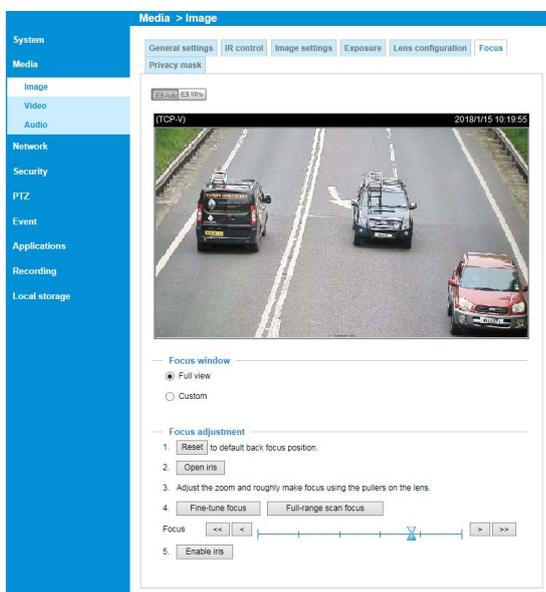 Media > Image
System
Media
Image
Video
Audio
Network
Security
PTZ
Event
Applications
Recording
Local storage
General settings
IR control
Image settings
Exposure
Lens configuration
Focus
Privacy mask
Auto
100%
(TCP-V)
2018/1/15 10:19:55
Focus window
Full view
Custom
Focus adjustment
1. Reset to default back focus position.
2. Open iris
3. Adjust the zoom and roughly make focus using the pullers on the lens.
4. Fine-tune focus Full-range scan focus
Focus << < > >>
5. Enable iris